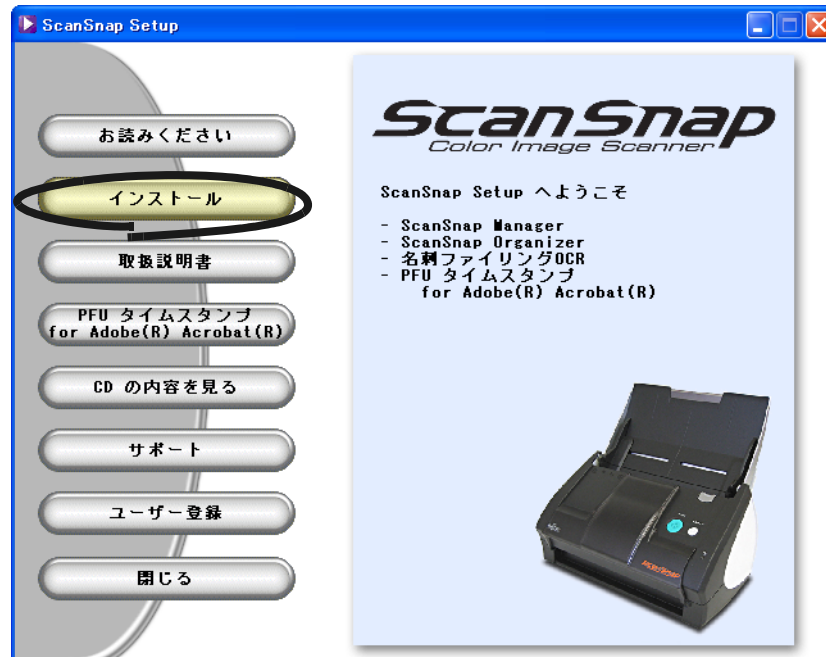 ScanSnap Setup
お読みください
インストール
取扱説明書
PFU タイムスタンプ
for Adobe(R) Acrobat(R)
CD の内容を見る
サポート
ユーザー登録
閉じる
ScanSnap
Color Image Scanner
ScanSnap Setup へようこそ
- ScanSnap Manager
- ScanSnap Organizer
- 名刺ファイリングOCR
- PFU タイムスタンプ
for Adobe(R) Acrobat(R)
ScanSnap